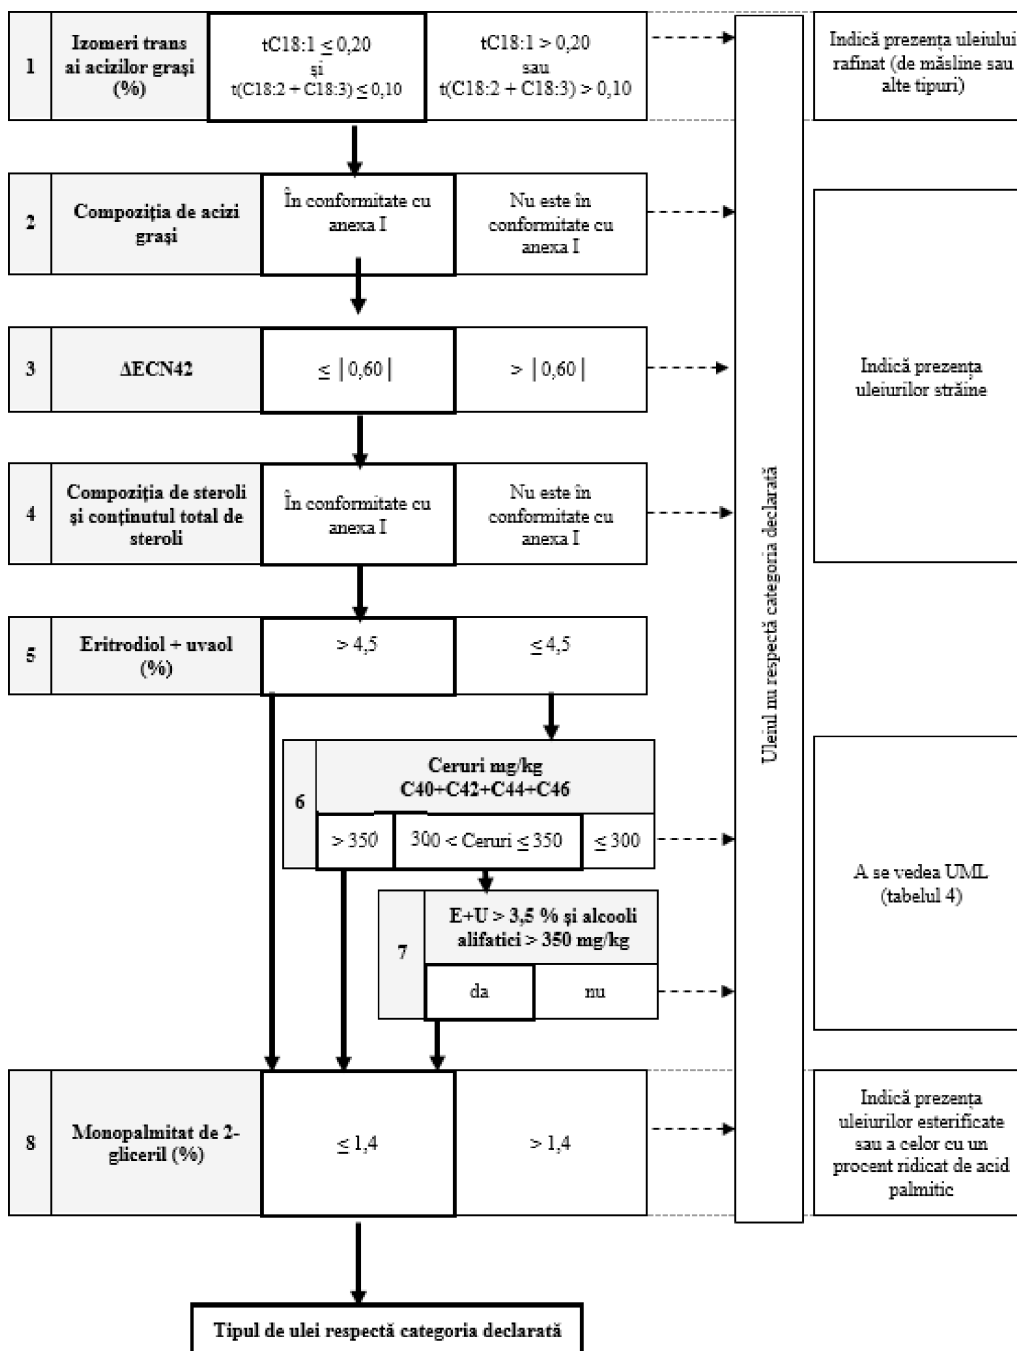 1
Izomeri trans
ai acizilor grași
(%)
tC18:1 ≤ 0,20
și
t(C18:2 + C18:3) ≤ 0,10
tC18:1 > 0,20
sau
t(C18:2 + C18:3) > 0,10
Indică prezența uleiului
rafinat (de măsline sau
alte tipuri)
2
Compoziția de acizi
grași
În conformitate cu
anexa I
Nu este în
conformitate cu
anexa I
3
ΔECN42
≤ |0,60|
> |0,60|
Indică prezența
uleiurilor străine
4
Compoziția de steroli
și conținutul total de
steroli
În conformitate cu
anexa I
Nu este în
conformitate cu
anexa I
Uleiul nu respectă categoria declarată
5
Eritrodiol + uvaol
(%)
> 4,5
≤ 4,5
6
Ceruri mg/kg
C40+C42+C44+C46
> 350
300 < Ceruri ≤ 350
≤ 300
A se vedea UML
(tabelul 4)
7
E+U > 3,5 % și alcooli
alifatici > 350 mg/kg
da
nu
8
Monopalmitat de 2-
gliceril (%)
≤ 1,4
> 1,4
Indică prezența
uleiurilor esterificate
sau a celor cu un
procent ridicat de acid
palmitic
Tipul de ulei respectă categoria declarată